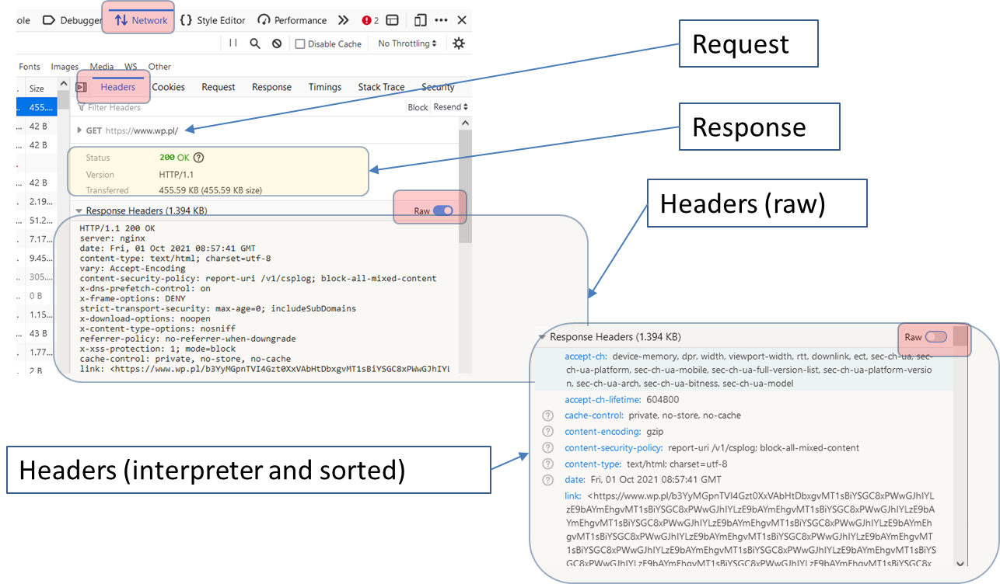 ole Debugger Network {} Style Editor Performance 2
Disable Cache No Throttling
Fonts Images Media WS Other
Size Headers Cookies Request Response Timings Stack Trace Security
455.... Filter Headers Block Resend
42 B GET https://www.wp.pl/
42 B
Status 200 OK
Version HTTP/1.1
42 B
Transferred 455.59 KB (455.59 KB size)
2.19...
Response Headers (1.394 KB) Raw
51.2...
7.17...
9.45...
305....
0 B
1.15...
43 B
1.77...
2 B
HTTP/1.1 200 OK
server: nginx
date: Fri, 01 Oct 2021 08:57:41 GMT
content-type: text/html; charset=utf-8
vary: Accept-Encoding
content-security-policy: report-uri /v1/csplog; block-all-mixed-content
x-dns-prefetch-control: on
x-frame-options: DENY
strict-transport-security: max-age=0; includeSubDomains
x-download-options: noopen
x-content-type-options: nosniff
referrer-policy: no-referrer-when-downgrade
x-xss-protection: 1; mode=block
cache-control: private, no-store, no-cache
link: <https://www.wp.pl/b3YyMGpnTVI4Gzt0XxVAbHtDbxgvMT1sBiYSGC8xPWwGJhIYL
Request
Response
Headers (raw)
Response Headers (1.394 KB) Raw
accept-ch: device-memory, dpr, width, viewport-width, rtt, downlink, ect, sec-ch-ua, sec-
ch-ua-platform, sec-ch-ua-mobile, sec-ch-ua-full-version-list, sec-ch-ua-platform-versio
n, sec-ch-ua-arch, sec-ch-ua-bitness, sec-ch-ua-model
accept-ch-lifetime: 604800
cache-control: private, no-store, no-cache
content-encoding: gzip
content-security-policy: report-uri /v1/csplog; block-all-mixed-content
content-type: text/html; charset=utf-8
date: Fri, 01 Oct 2021 08:57:41 GMT
link: <https://www.wp.pl/b3YyMGpnTVI4Gzt0XxVAbHtDbxgvMT1sBiYSGC8xPWwGJhIYL
zE9bAYmEhgvMT1sBiYSGC8xPWwGJhIYLzE9bAYmEhgvMT1sBiYSGC8xPWwGJhIYLzE9bA
YmEhgvMT1sBiYSGC8xPWwGJhIYLzE9bAYmEhgvMT1sBiYSGC8xPWwGJhIYLzE9bAYmEh
gvMT1sBiYSGC8xPWwGJhIYLzE9bAYmEhgvMT1sBiYSGC8xPWwGJhIYLzE9bAYmEhgvMT
1sBiYSGC8xPWwGJhIYLzE9bAYmEhgvMT1sBiYSGC8xPWwGJhIYLzE9bAYmEhgvMT1sBiYS
GC8xPWwGJhIYLzE9bAYmEhgvMT1sBiYSGC8xPWwGJhIYLzE9bAYmEhgvMT1sBiYSGC8x
Headers (interpreter and sorted)